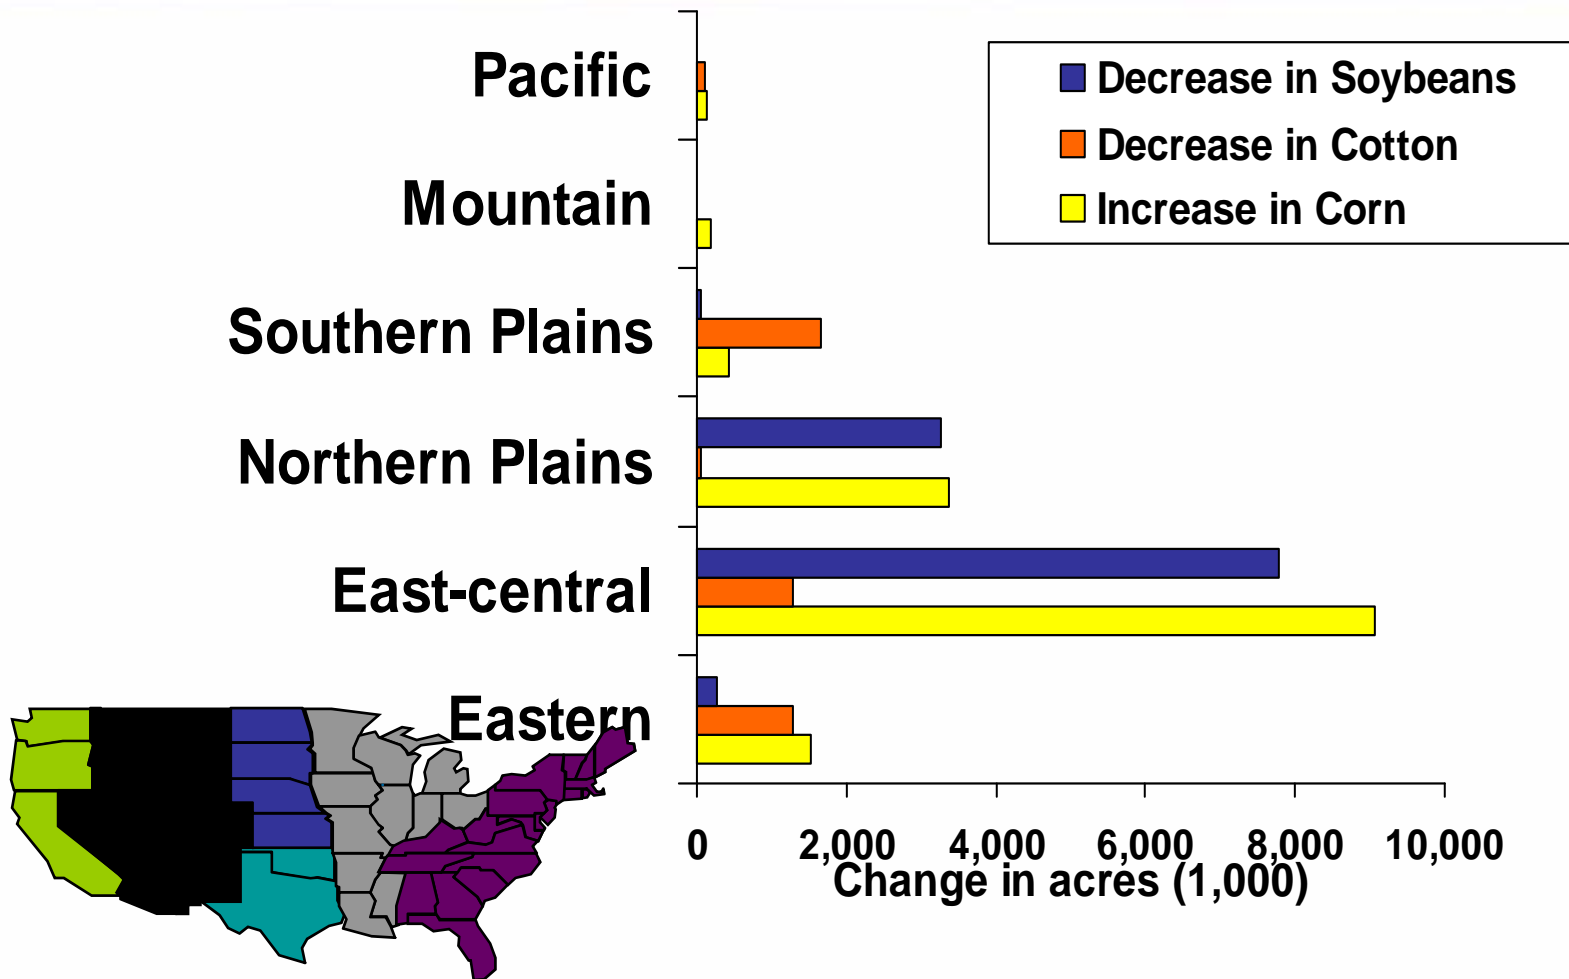 Pacific
Mountain
Southern Plains
Northern Plains
East-central
Eastern
Decrease in Soybeans
Decrease in Cotton
Increase in Corn
0 2,000 4,000 6,000 8,000 10,000
Change in acres (1,000)